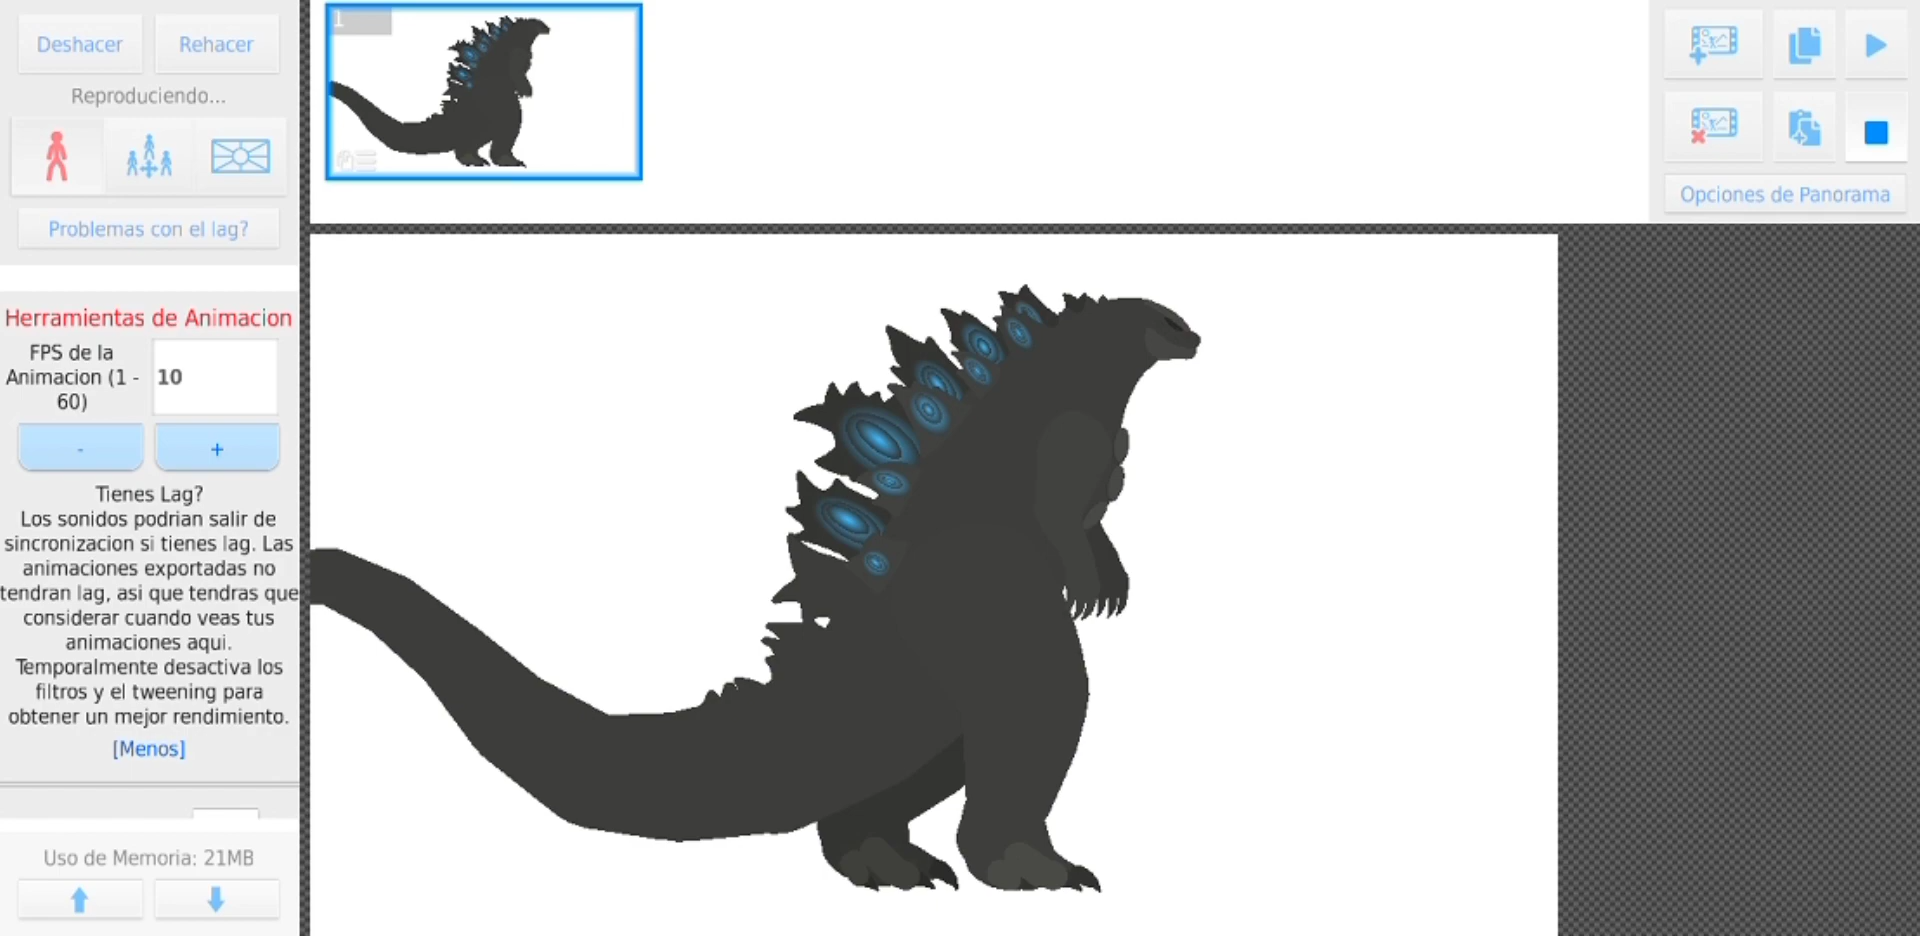 Deshacer
Rehacer
Reproduciendo...
Problemas con el lag?
Herramientas de Animacion
FPS de la
Animacion (1 -
60)
10
-
+
Tienes Lag?
Los sonidos podrian salir de
sincronizacion si tienes lag. Las
animaciones exportadas no
tendran lag, asi que tendras que
considerar cuando veas tus
animaciones aqui.
Temporalmente desactiva los
filtros y el tweening para
obtener un mejor rendimiento.
[Menos]
Uso de Memoria: 21MB
1
Opciones de Panorama